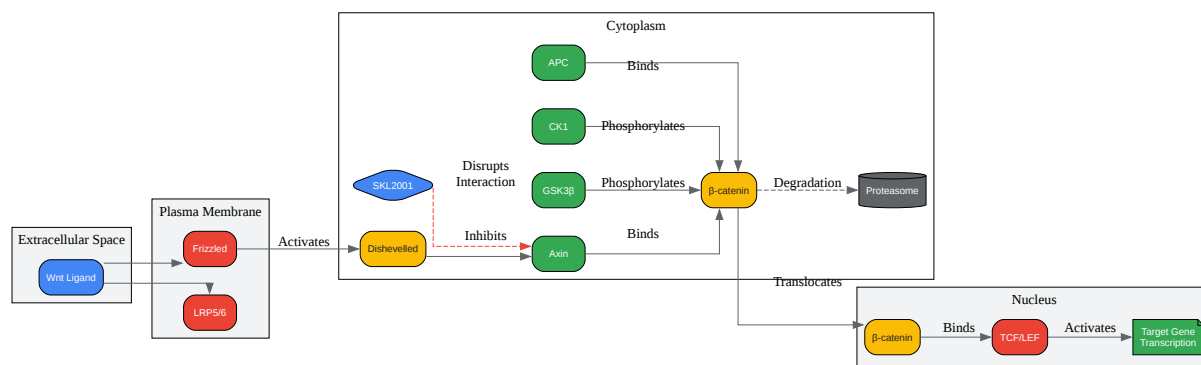 Cytoplasm
APC
Binds
CK1
Phosphorylates
Disrupts
Interaction
SKL2001
GSK3β
Phosphorylates
β-catenin
Degradation
Proteasome
Plasma Membrane
Extracellular Space
Frizzled
Activates
Dishevelled
Inhibits
Axin
Binds
Wnt Ligand
LRP5/6
Translocates
Nucleus
β-catenin
Binds
TCF/LEF
Activates
Target Gene
Transcription